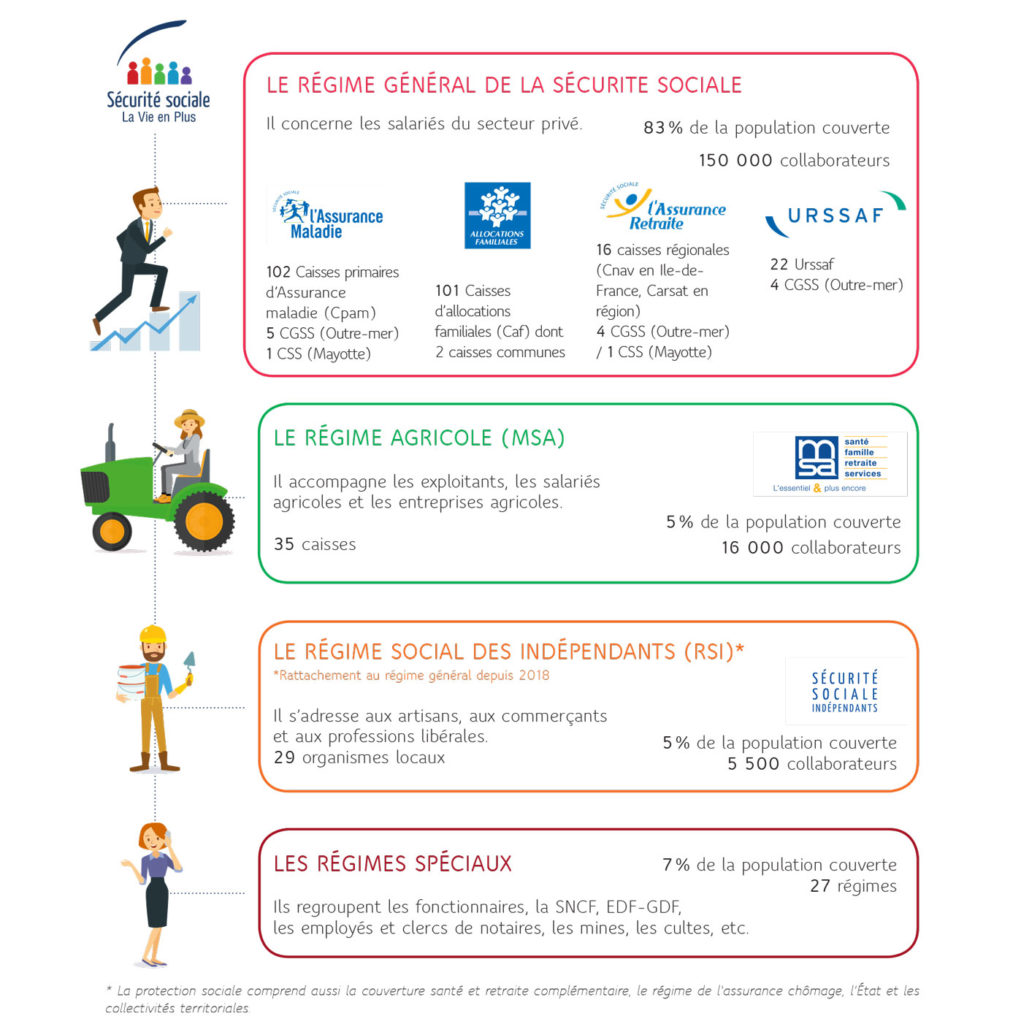 Sécurité sociale
La Vie en Plus
LE RÉGIME GÉNÉRAL DE LA SÉCURITE SOCIALE
Il concerne les salariés du secteur privé.
83 % de la population couverte
150 000 collaborateurs
SÉCURITÉ SOCIALE
l'Assurance
Maladie
102 Caisses primaires
d'Assurance
maladie (Cpam)
5 CGSS (Outre-mer)
1 CSS (Mayotte)
ALLOCATIONS
FAMILIALES
101 Caisses
d'allocations
familiales (Caf) dont
2 caisses communes
SÉCURITÉ SOCIALE
l'Assurance
Retraite
16 caisses régionales
(Cnav en Ile-de-
France, Carsat en
région)
4 CGSS (Outre-mer)
/ 1 CSS (Mayotte)
URSSAF
22 Urssaf
4 CGSS (Outre-mer)
LE RÉGIME AGRICOLE (MSA)
Il accompagne les exploitants, les salariés
agricoles et les entreprises agricoles.
35 caisses
msa
santé
famille
retraite
services
L'essentiel & plus encore
5 % de la population couverte
16 000 collaborateurs
LE RÉGIME SOCIAL DES INDÉPENDANTS (RSI)*
*Rattachement au régime général depuis 2018
Il s'adresse aux artisans, aux commerçants
et aux professions libérales.
29 organismes locaux
SÉCURITÉ
SOCIALE
INDÉPENDANTS
5 % de la population couverte
5 500 collaborateurs
LES RÉGIMES SPÉCIAUX
7 % de la population couverte
27 régimes
Ils regroupent les fonctionnaires, la SNCF, EDF-GDF,
les employés et clercs de notaires, les mines, les cultes, etc.
* La protection sociale comprend aussi la couverture santé et retraite complémentaire, le régime de l'assurance chômage, l'État et les
collectivités territoriales.